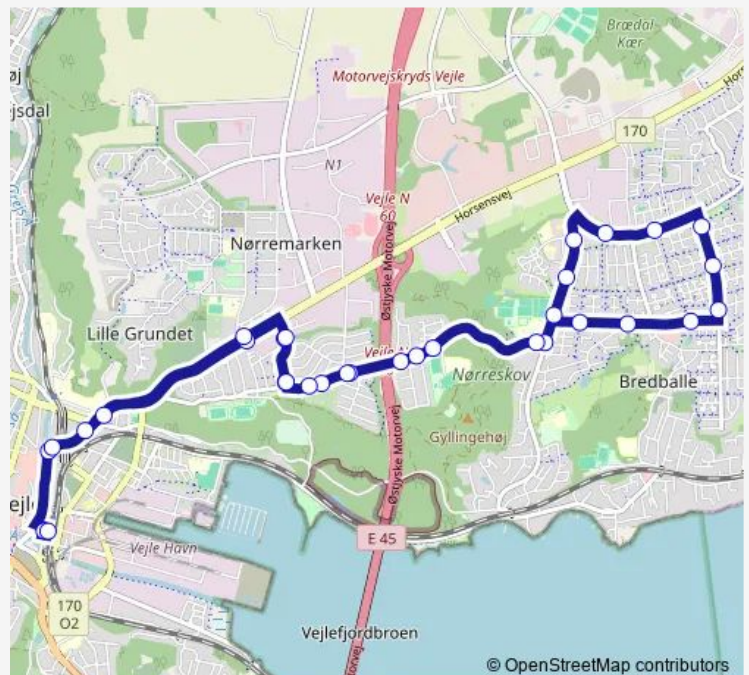 Brædal
Kær
Motorvejskryds Vejle
Hors
170
N1
Vejle N
60
Horsensvej
Nørremarken
Østjyske Motorvej
Lille Grundet
Nørreskov
Bredballe
Gyllingehøj
Østjyske Motorvej
Vejle Havn
E 45
170
O2
Vejlefjordbroen
© OpenStreetMap contributors